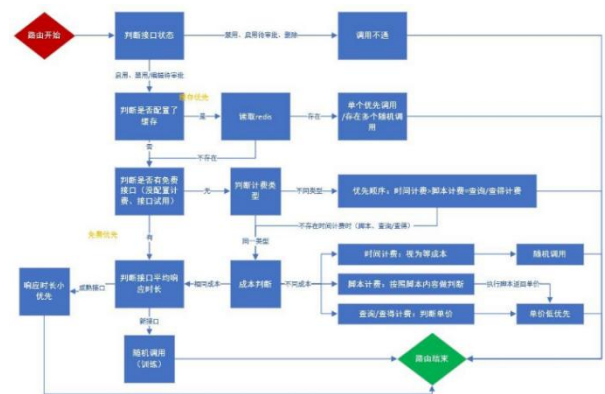 路由开始
判断接口状态
禁用、启用待审批、删除
调用不通
启用、禁用/编辑待审批
缓存优先
判断是否配置了
缓存
是
读取redis
存在
单个优先调用
/存在多个随机调
用
否
不存在
判断是否有免费
接口（没配置计
费、接口试用）
无
判断计费类
型
不同类型
优先顺序：时间计费>脚本计费>查询/查得计费
不存在时间计费时（脚本、查询/查得）
免费优先
有
同一类型
响应时长小
优先
成熟接口
判断接口平均响
应时长
相同成本
成本判断
不同成本
时间计费：视为等成本
随机调用
脚本计费：按照脚本内容做判断
执行脚本返回单价
查询/查得计费：判断单价
单价低优先
新接口
随机调用
（训练）
路由结束